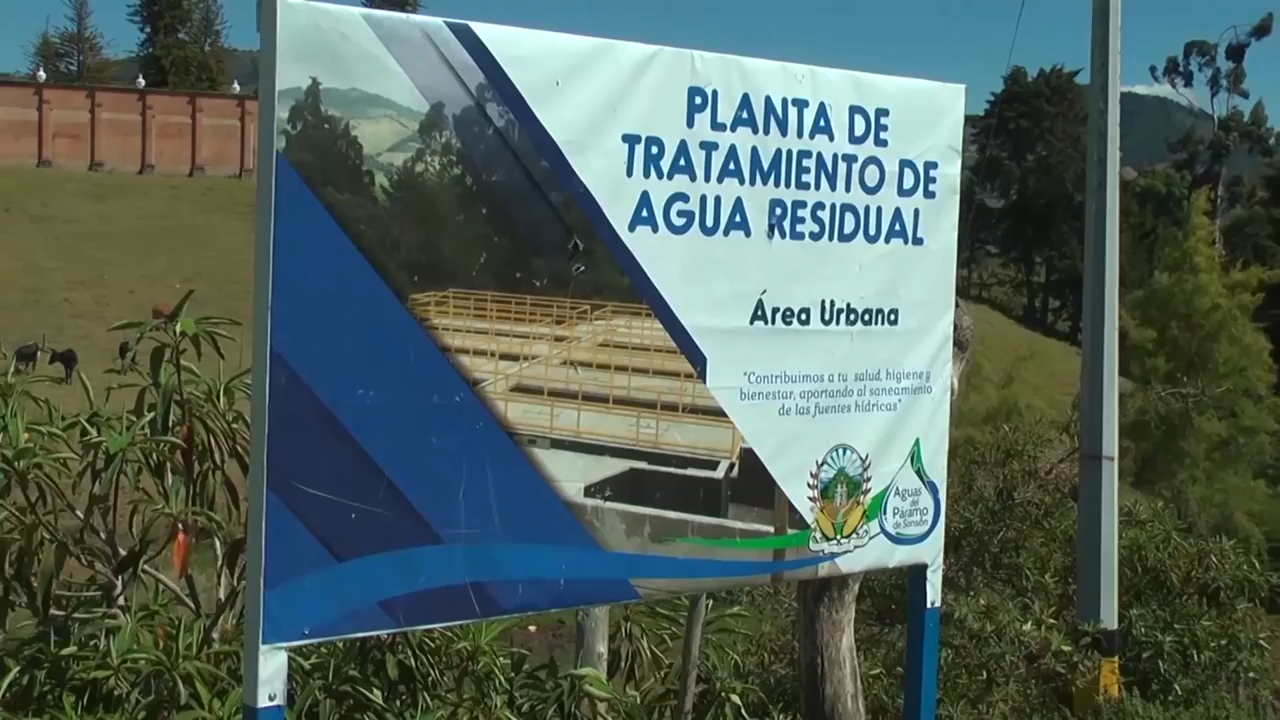 PLANTA DE
TRATAMIENTO DE
AGUA RESIDUAL
Área Urbana
"Contribuimos a tu salud, higiene y
bienestar, aportando al saneamiento
de las fuentes hídricas"
Aguas
del
Páramo
de Sonsón